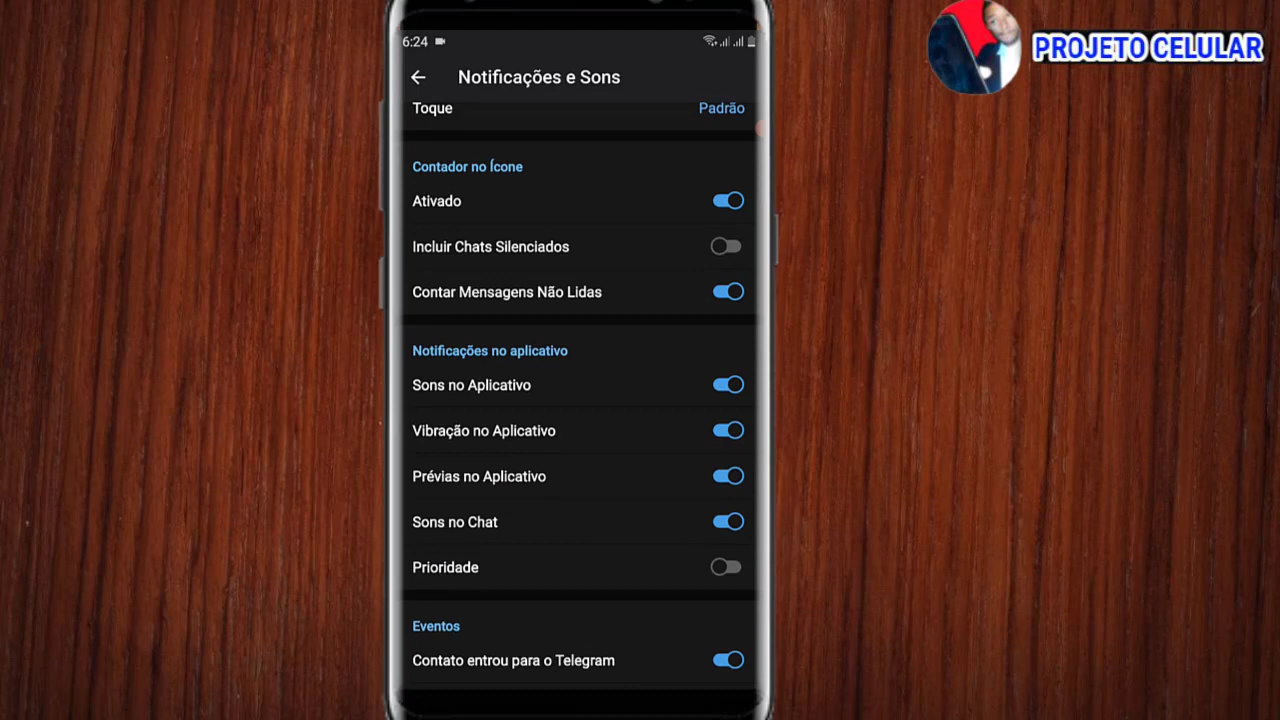 PROJETO CELULAR
6:24
Notificações e Sons
Toque Padrão
Contador no Ícone
Ativado
Incluir Chats Silenciados
Contar Mensagens Não Lidas
Notificações no aplicativo
Sons no Aplicativo
Vibração no Aplicativo
Prévias no Aplicativo
Sons no Chat
Prioridade
Eventos
Contato entrou para o Telegram